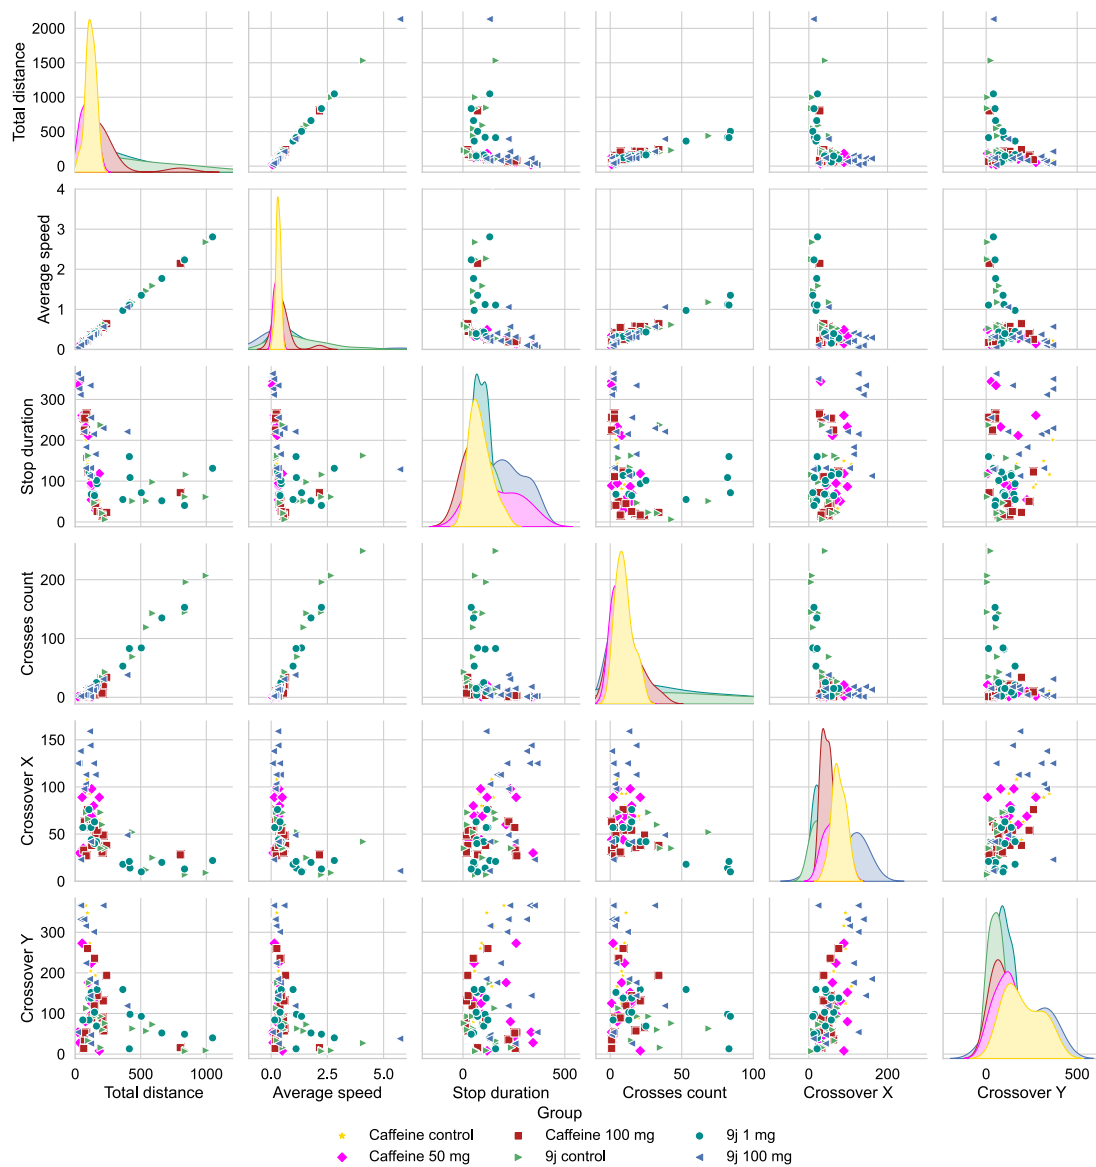 Total distance
2000
1500
1000
500
0
Average speed
4
3
2
1
0
Stop duration
300
200
100
0
Crosses count
200
100
0
Crossover X
150
100
50
0
Crossover Y
300
200
100
0
0 500 1000 0.0 2.5 5.0 0 500 0 50 100 0 200 0 500
Total distance Average speed Stop duration Crosses count Crossover X Crossover Y
Group
Caffeine control Caffeine 100 mg 9j 1 mg
Caffeine 50 mg 9j control 9j 100 mg